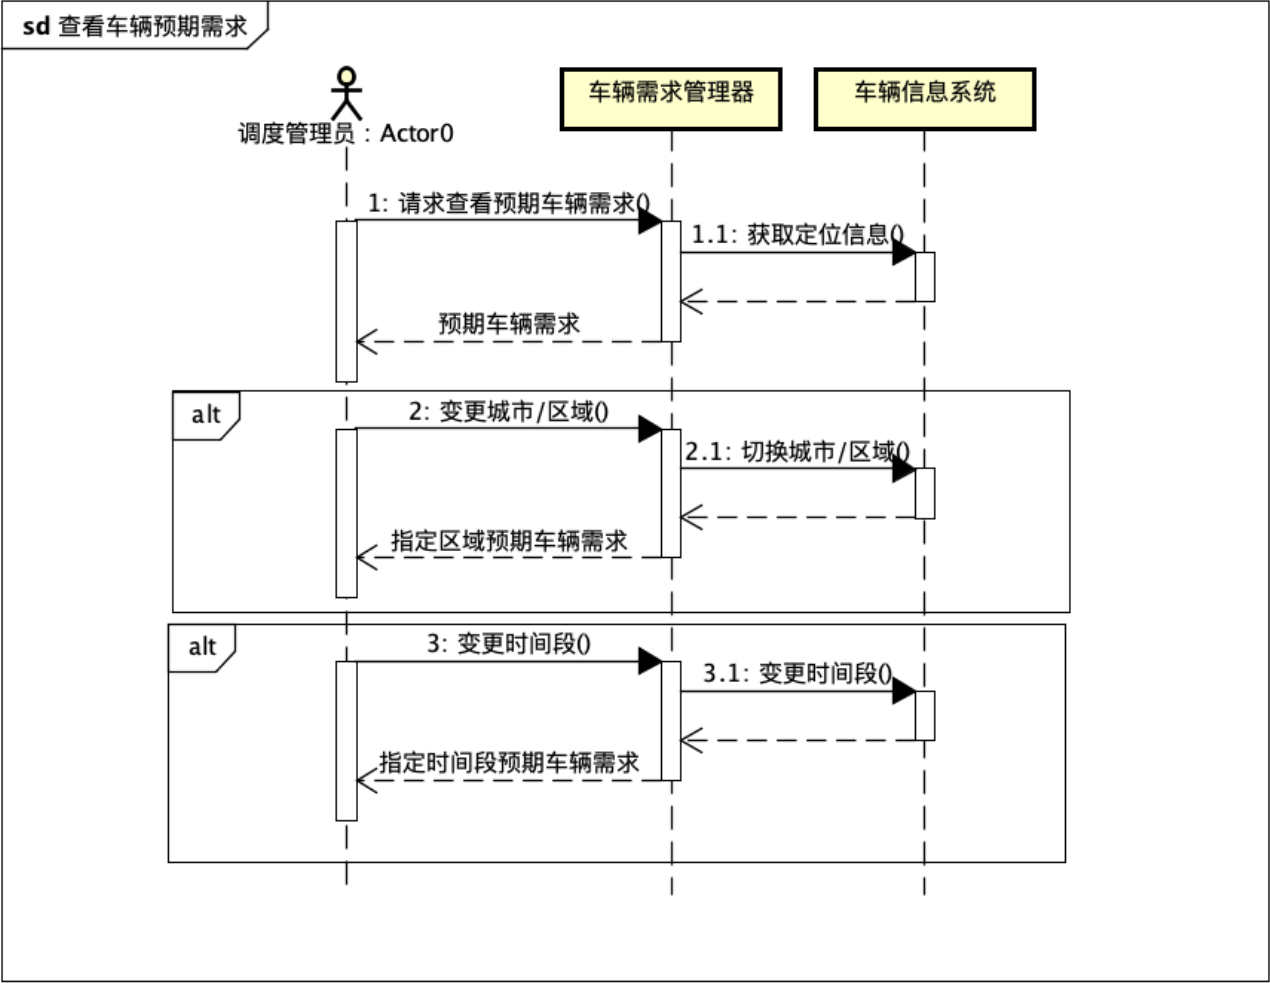 sd 查看车辆预期需求
调度管理员：Actor0
车辆需求管理器
车辆信息系统
1: 请求查看预期车辆需求()
1.1: 获取定位信息()
预期车辆需求
alt
2: 变更城市/区域()
2.1: 切换城市/区域()
指定区域预期车辆需求
alt
3: 变更时间段()
3.1: 变更时间段()
指定时间段预期车辆需求